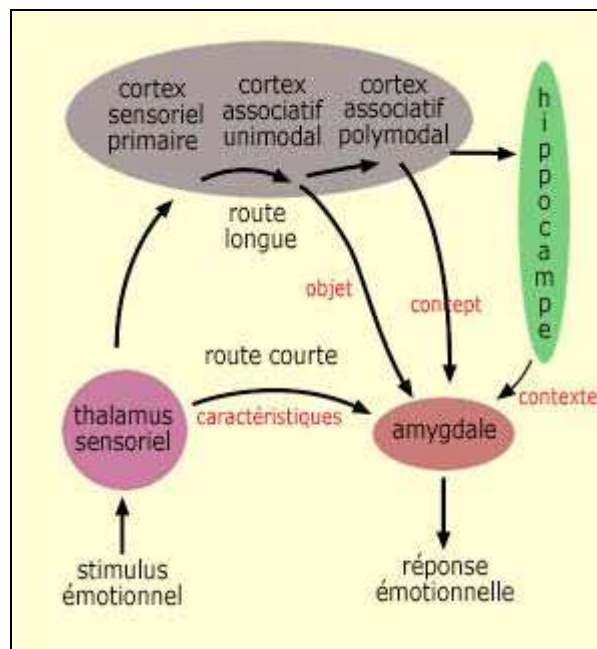 cortex
sensoriel
primaire
cortex
associatif
unimodal
cortex
associatif
polymodal
hippocampe
route
longue
objet
concept
route courte
caractéristiques
contexte
thalamus
sensoriel
amygdale
stimulus
émotionnel
réponse
émotionnelle